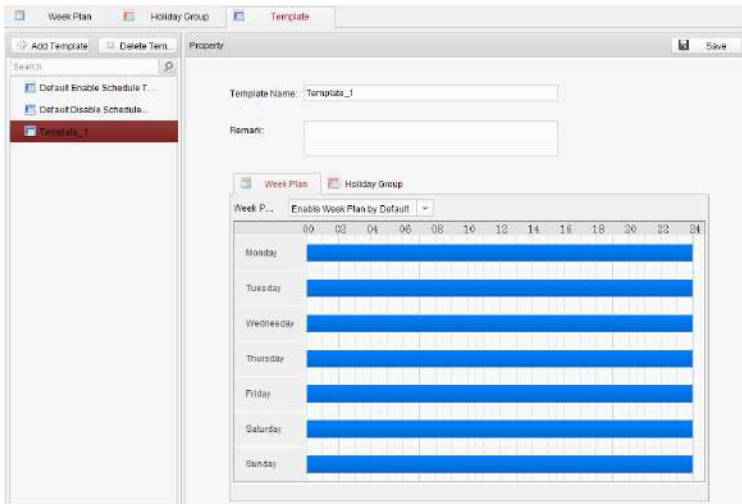 Week Plan Holiday Group Template
Add Template Delete Tem... Property Save
Search
Default Enable Schedule T...
Default Disable Schedule...
Template_1
Template Name: Template_1
Remark:
Week Plan Holiday Group
Week P... Enable Week Plan by Default
00 02 04 06 08 10 12 14 16 18 20 22 24
Monday
Tuesday
Wednesday
Thursday
Friday
Saturday
Sunday